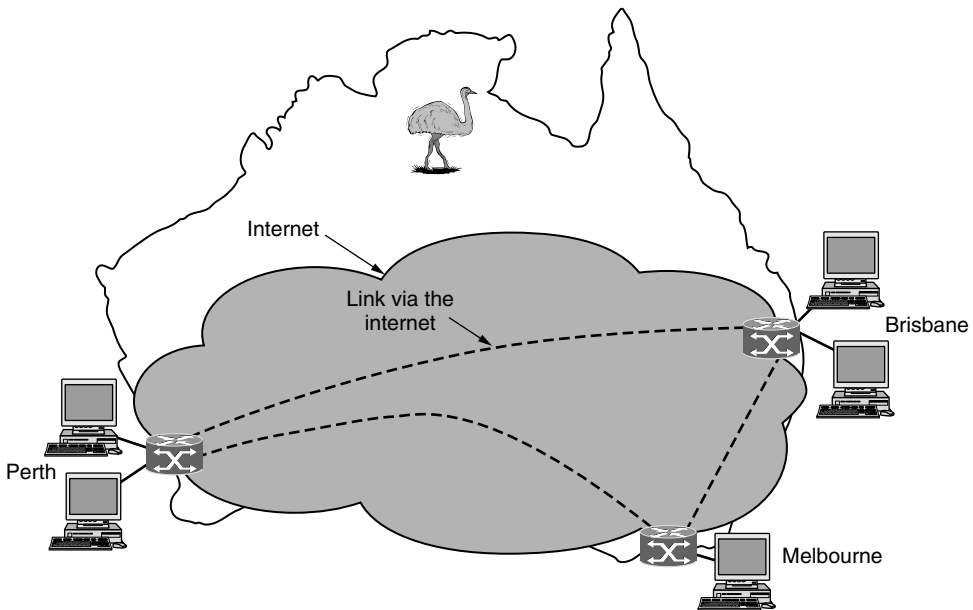 Internet
Link via the
internet
Brisbane
Perth
Melbourne